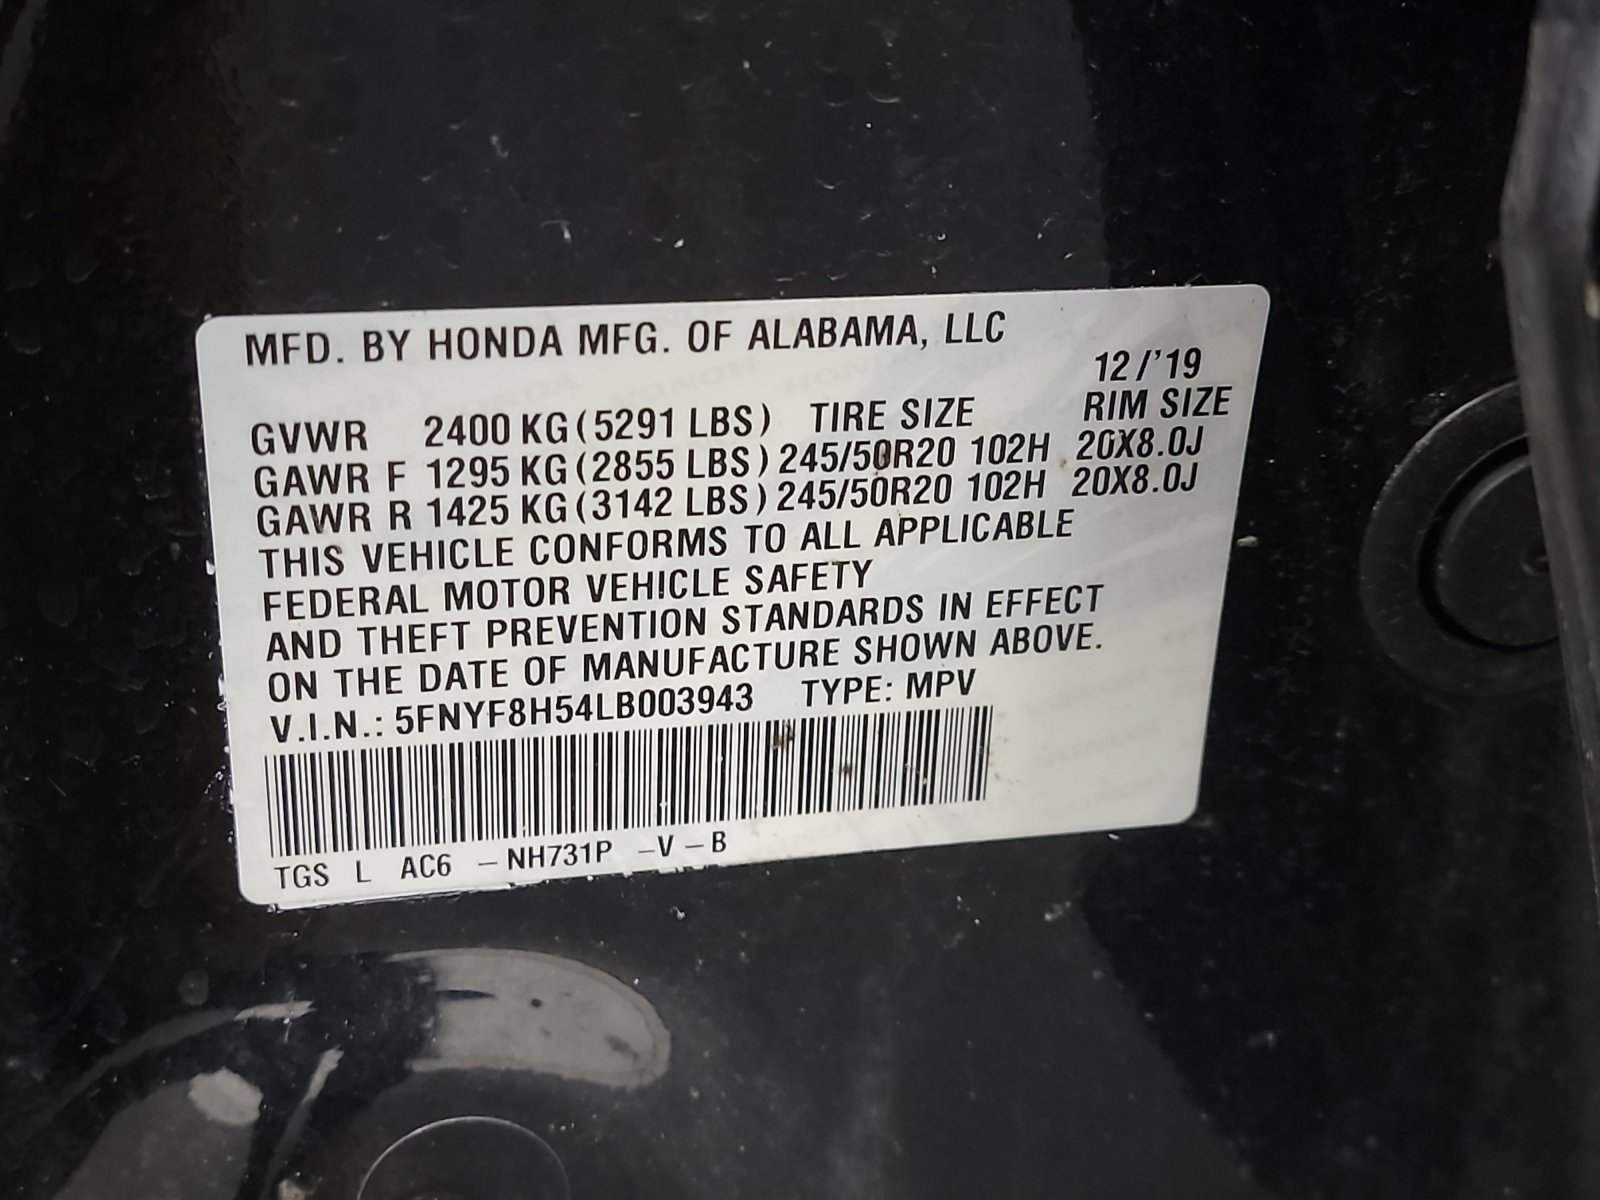 MFD. BY HONDA MFG. OF ALABAMA, LLC
12/'19
GVWR 2400 KG (5291 LBS) TIRE SIZE RIM SIZE
GAWR F 1295 KG (2855 LBS) 245/50R20 102H 20X8.0J
GAWR R 1425 KG (3142 LBS) 245/50R20 102H 20X8.0J
THIS VEHICLE CONFORMS TO ALL APPLICABLE
FEDERAL MOTOR VEHICLE SAFETY
AND THEFT PREVENTION STANDARDS IN EFFECT
ON THE DATE OF MANUFACTURE SHOWN ABOVE.
V.I.N.: 5FNYF8H54LB003943 TYPE: MPV
TGS L AC6 -NH731P -V-B